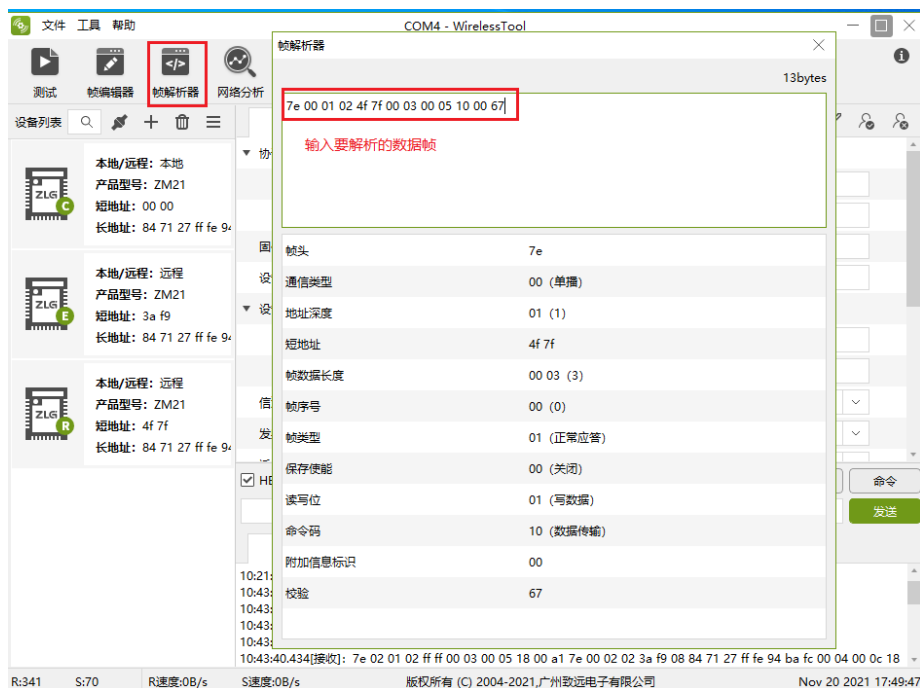 文件 工具 帮助
COM4 - WirelessTool
测试
帧编辑器
帧解析器
网络分析
设备列表
ZLG
C
本地/远程：本地
产品型号：ZM21
短地址：00 00
长地址：84 71 27 ff fe 94
ZLG
E
本地/远程：远程
产品型号：ZM21
短地址：3a f9
长地址：84 71 27 ff fe 94
ZLG
R
本地/远程：远程
产品型号：ZM21
短地址：4f 7f
长地址：84 71 27 ff fe 94
帧解析器
13bytes
7e 00 01 02 4f 7f 00 03 00 05 10 00 67
输入要解析的数据帧
帧头 7e
通信类型 00（单播）
地址深度 01（1）
短地址 4f 7f
帧数据长度 00 03（3）
帧序号 00（0）
帧类型 01（正常应答）
保存使能 00（关闭）
读写位 01（写数据）
命令码 10（数据传输）
附加信息标识 00
校验 67
命令
发送
10:21:
10:43:
10:43:
10:43:
10:43:
10:43:40.434[接收]：7e 02 01 02 ff ff 00 03 00 05 18 00 a1 7e 00 02 02 3a f9 08 84 71 27 ff fe 94 ba fc 00 04 00 0c 18
R:341 S:70 R速度:0B/s S速度:0B/s 版权所有 (C) 2004-2021,广州致远电子有限公司 Nov 20 2021 17:49:47